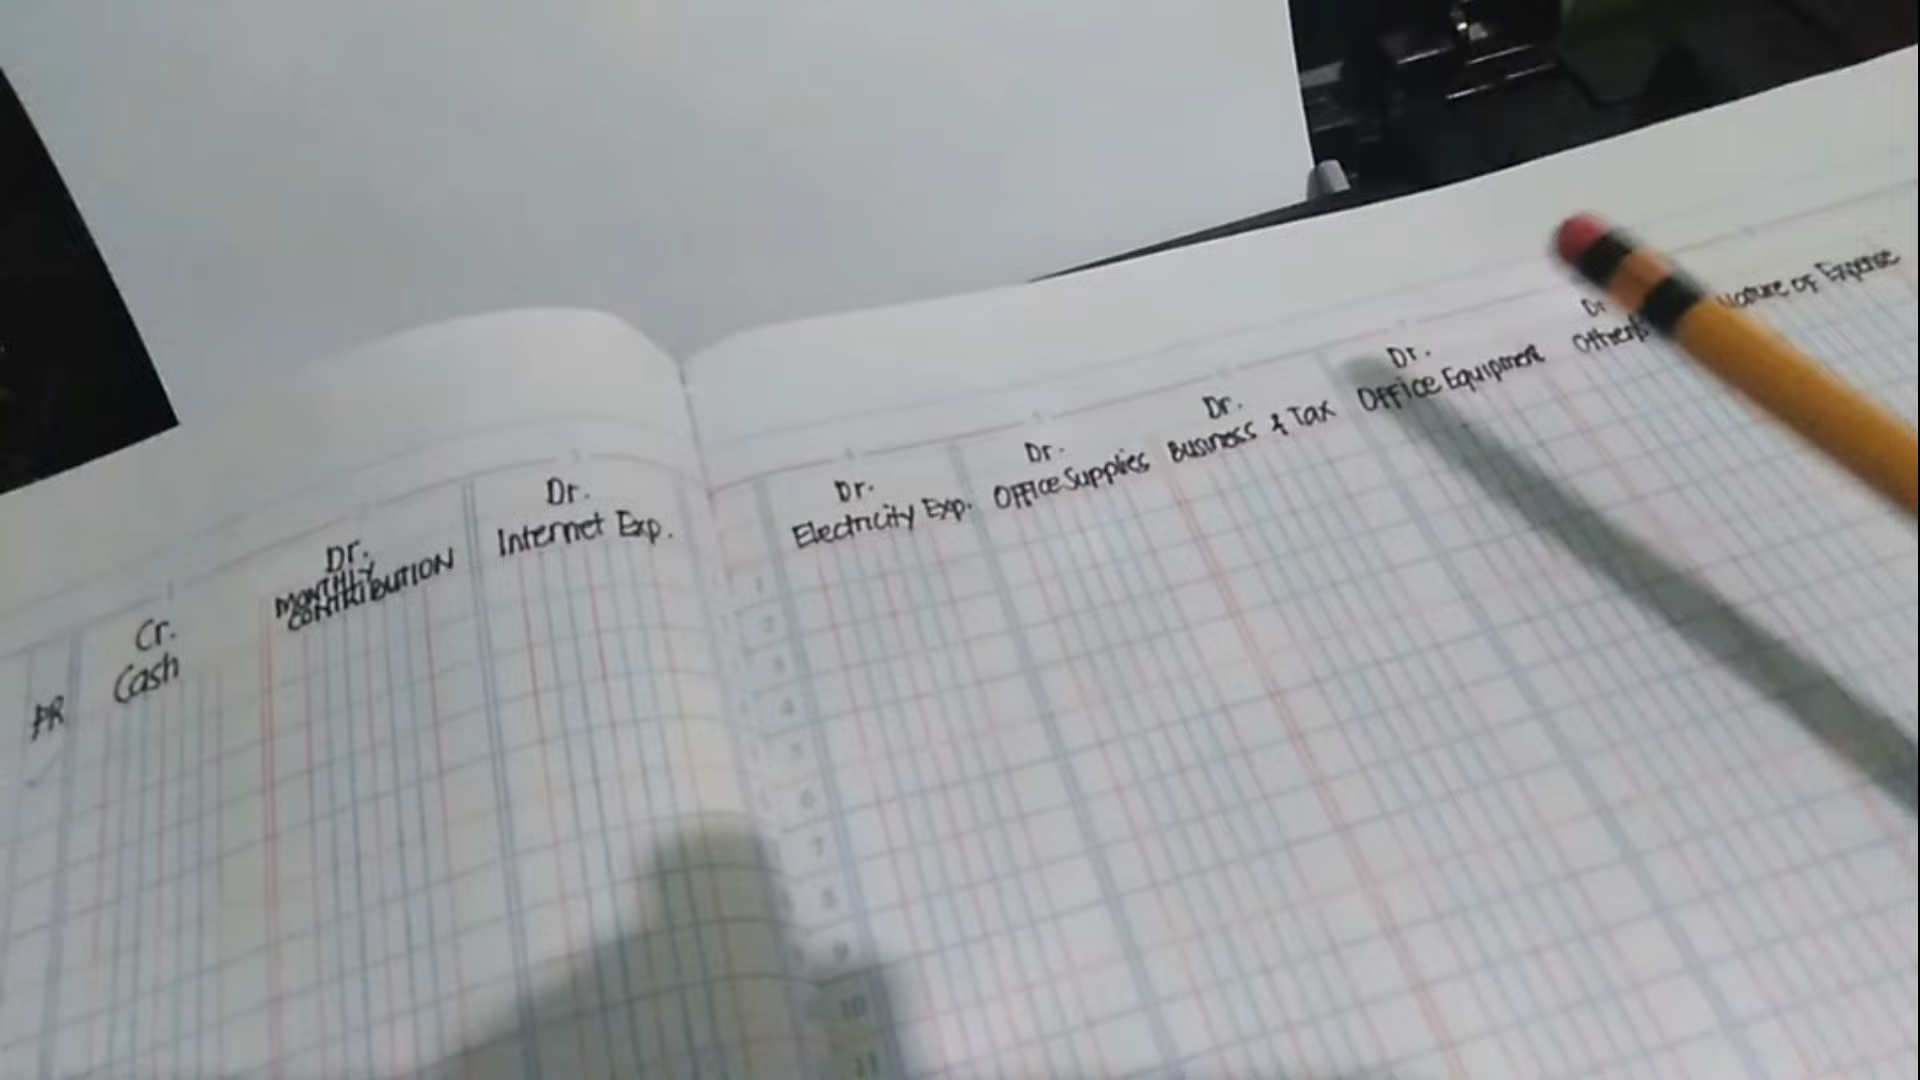 PR
Cr.
Cash
Dr.
MONTHLY
CONTRIBUTION
Dr.
Internet Exp.
Dr.
Electricity Exp.
Dr.
Office Supplies
Dr.
Business & Tax
Dr.
Office Equipment
Dr
Others
Nature of Expense
1
2
3
4
5
6
7
8
9
10
11